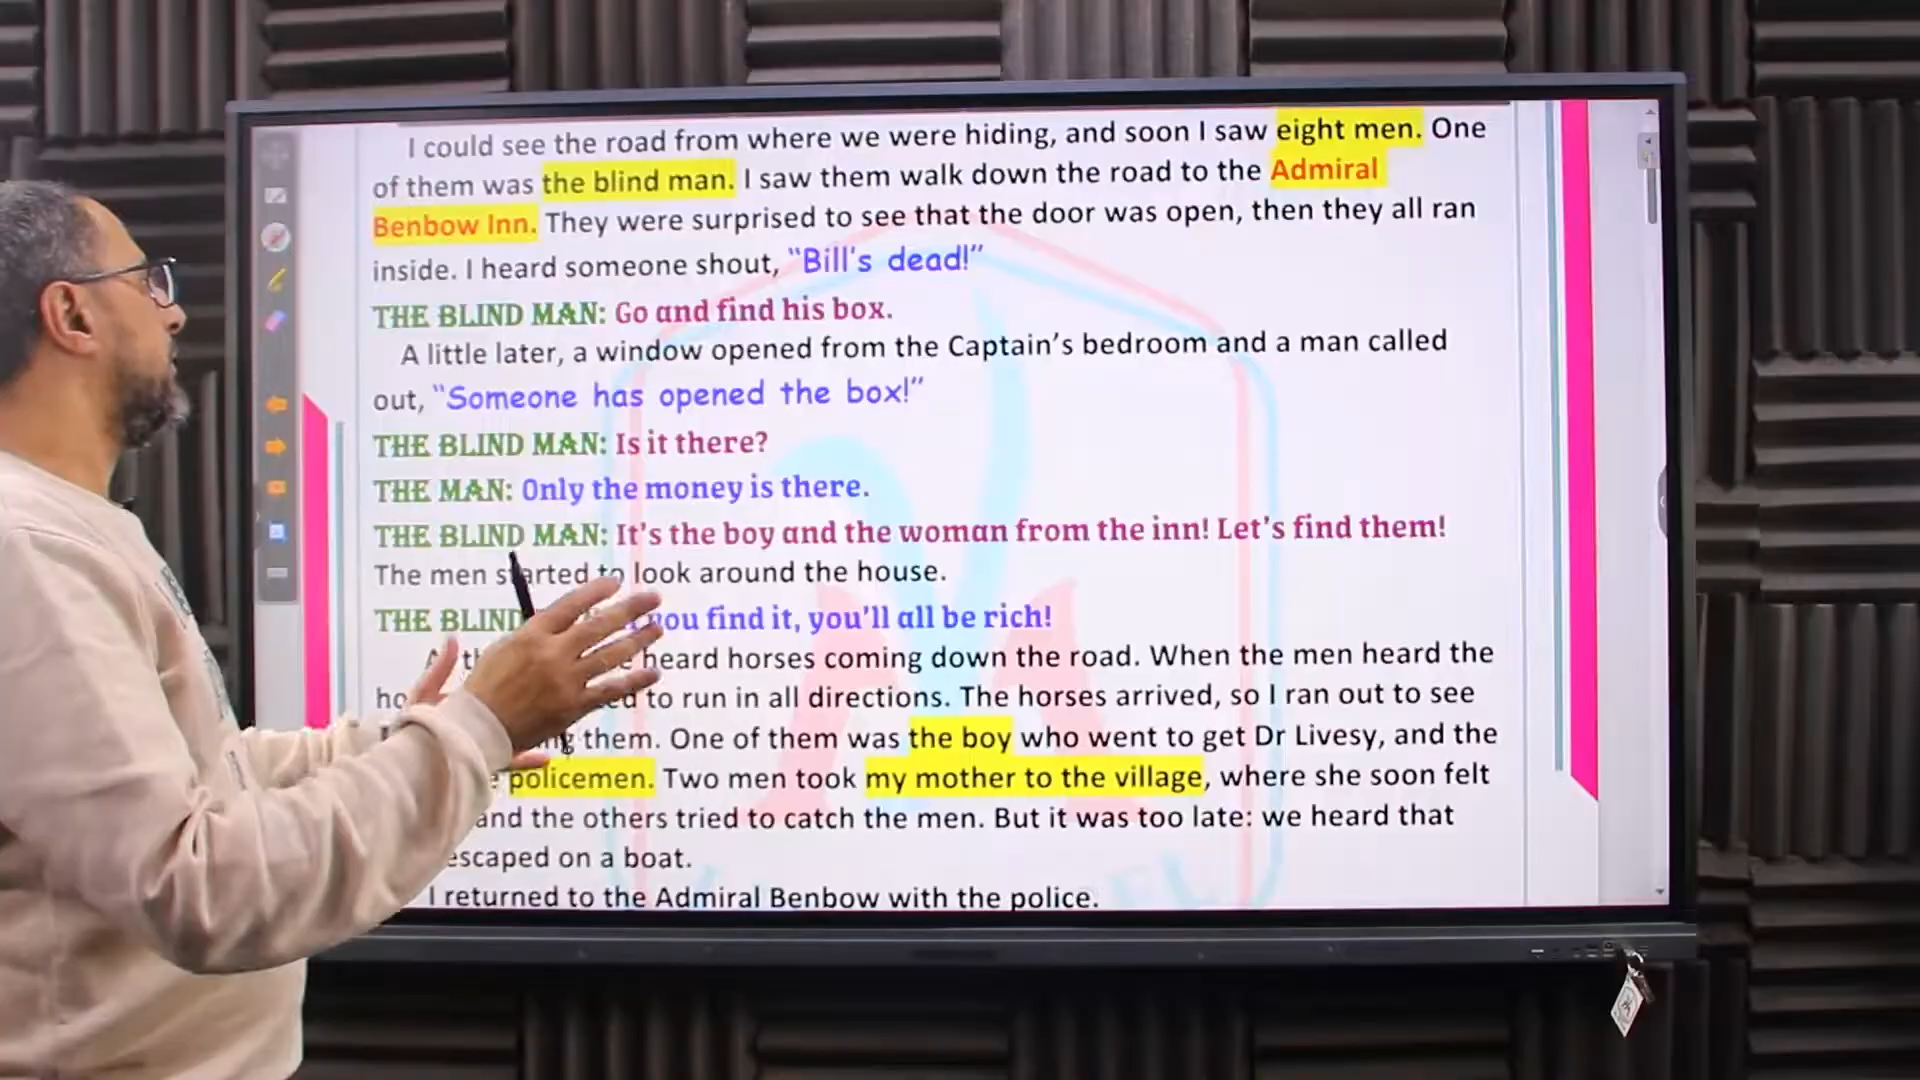 I could see the road from where we were hiding, and soon I saw eight men. One
of them was the blind man. I saw them walk down the road to the Admiral
Benbow Inn. They were surprised to see that the door was open, then they all ran
inside. I heard someone shout, “Bill's dead!”
THE BLIND MAN: Go and find his box.
A little later, a window opened from the Captain’s bedroom and a man called
out, “Someone has opened the box!”
THE BLIND MAN: Is it there?
THE MAN: Only the money is there.
THE BLIND MAN: It’s the boy and the woman from the inn! Let’s find them!
The men started to look around the house.
THE BLIND you find it, you’ll all be rich!
heard horses coming down the road. When the men heard the
to run in all directions. The horses arrived, so I ran out to see
them. One of them was the boy who went to get Dr Livesy, and the
policemen. Two men took my mother to the village, where she soon felt
and the others tried to catch the men. But it was too late: we heard that
escaped on a boat.
I returned to the Admiral Benbow with the police.